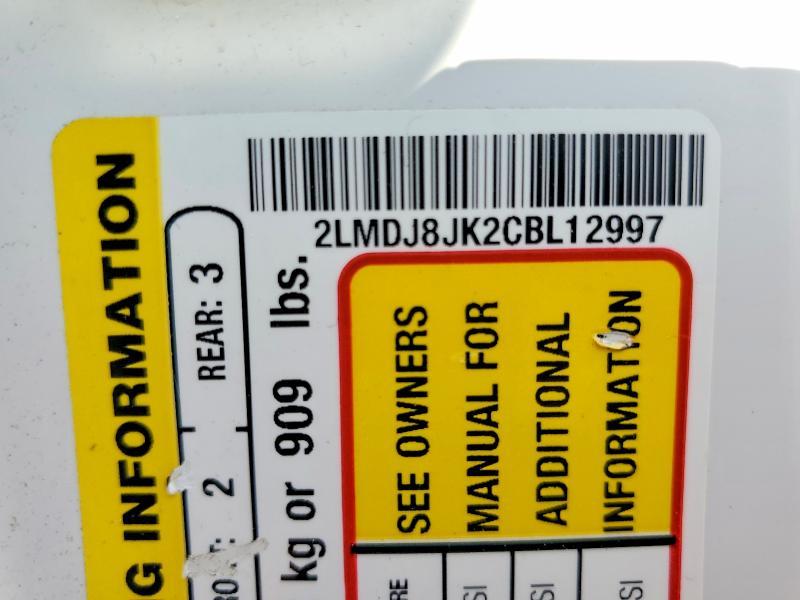 2LMDJ8JK2CBL12997
G INFORMATION
REAR: 3
2
kg or 909 lbs.
SEE OWNERS
MANUAL FOR
ADDITIONAL
INFORMATION